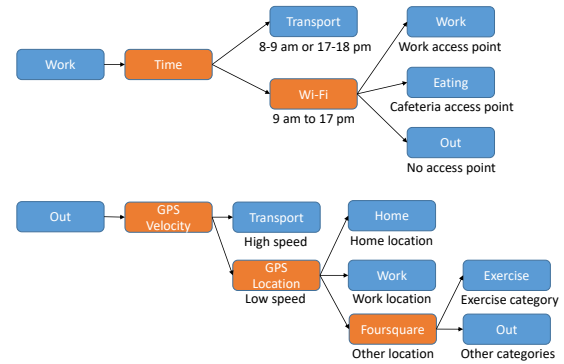 Transport
Work
8-9 am or 17-18 pm
Work access point
Work
Time
Wi-Fi
Eating
9 am to 17 pm
Cafeteria access point
Out
No access point
Out
GPS
Velocity
Transport
Home
High speed
Home location
GPS
Location
Work
Exercise
Low speed
Work location
Exercise category
Foursquare
Out
Other location
Other categories